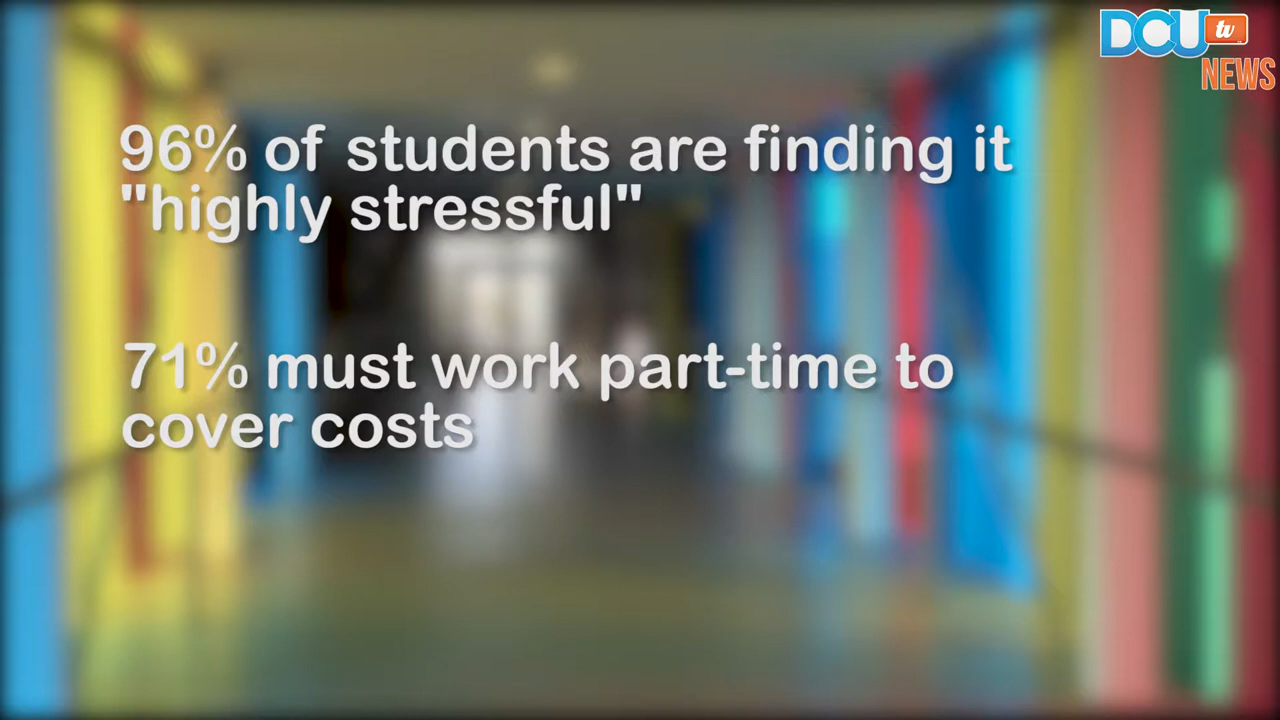 DCU tv
NEWS
96% of students are finding it
"highly stressful"
71% must work part-time to
cover costs